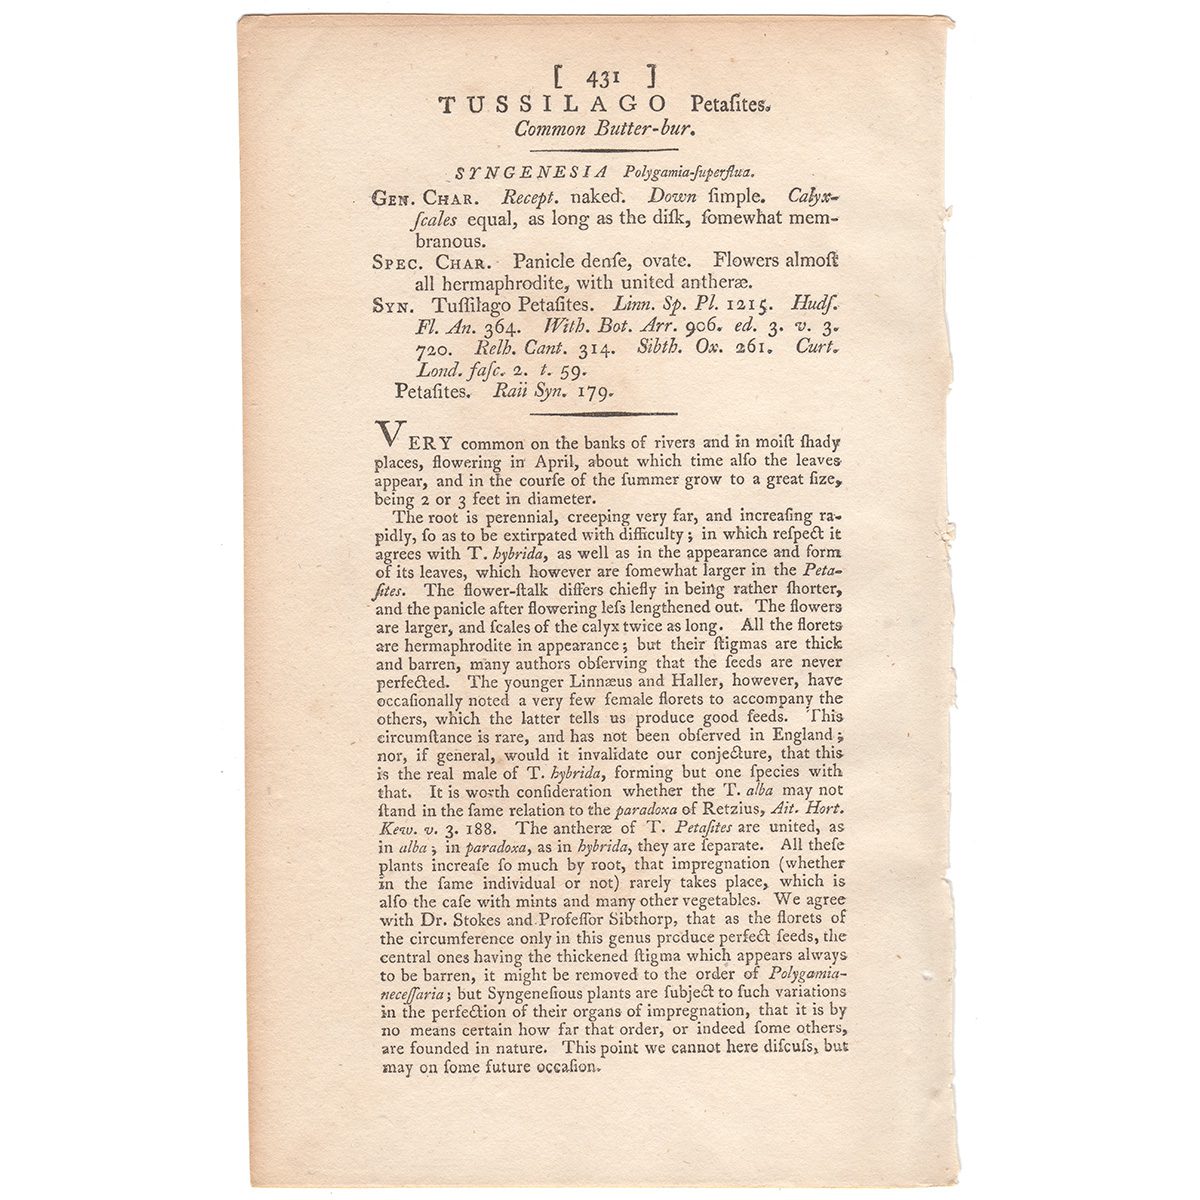 [ 431 ]
TUSSILAGO Petaſites.
Common Butter-bur.
SYNGENESIA Polygamia-ſuperflua.
GEN. CHAR. Recept. naked. Down ſimple. Calyx-
ſcales equal, as long as the diſk, ſomewhat mem-
branous.
SPEC. CHAR. Panicle denſe, ovate. Flowers almoſt
all hermaphrodite, with united antheræ.
SYN. Tuſſilago Petaſites. Linn. Sp. Pl. 1215. Hudſ.
Fl. An. 364. With. Bot. Arr. 906. ed. 3. v. 3.
720. Relh. Cant. 314. Sibth. Ox. 261. Curt.
Lond. faſc. 2. t. 59.
Petaſites. Raii Syn. 179.
VERY common on the banks of rivers and in moiſt ſhady
places, flowering in April, about which time alſo the leaves
appear, and in the courſe of the ſummer grow to a great ſize,
being 2 or 3 feet in diameter.
The root is perennial, creeping very far, and increaſing ra-
pidly, ſo as to be extirpated with difficulty; in which reſpect it
agrees with T. hybrida, as well as in the appearance and form
of its leaves, which however are ſomewhat larger in the Peta-
ſites. The flower-ſtalk differs chiefly in being rather ſhorter,
and the panicle after flowering leſs lengthened out. The flowers
are larger, and ſcales of the calyx twice as long. All the florets
are hermaphrodite in appearance; but their ſtigmas are thick
and barren, many authors obſerving that the ſeeds are never
perfected. The younger Linnæus and Haller, however, have
occaſionally noted a very few female florets to accompany the
others, which the latter tells us produce good ſeeds. This
circumſtance is rare, and has not been obſerved in England;
nor, if general, would it invalidate our conjecture, that this
is the real male of T. hybrida, forming but one ſpecies with
that. It is worth conſideration whether the T. alba may not
ſtand in the ſame relation to the paradoxa of Retzius, Ait. Hort.
Kew. v. 3. 188. The antheræ of T. Petaſites are united, as
in alba; in paradoxa, as in hybrida, they are ſeparate. All theſe
plants increaſe ſo much by root, that impregnation (whether
in the ſame individual or not) rarely takes place, which is
alſo the caſe with mints and many other vegetables. We agree
with Dr. Stokes and Profeſſor Sibthorp, that as the florets of
the circumference only in this genus produce perfect ſeeds, the
central ones having the thickened ſtigma which appears always
to be barren, it might be removed to the order of Polygamia-
neceſſaria; but Syngeneſious plants are ſubject to ſuch variations
in the perfection of their organs of impregnation, that it is by
no means certain how far that order, or indeed ſome others,
are founded in nature. This point we cannot here diſcuſs, but
may on ſome future occaſion.